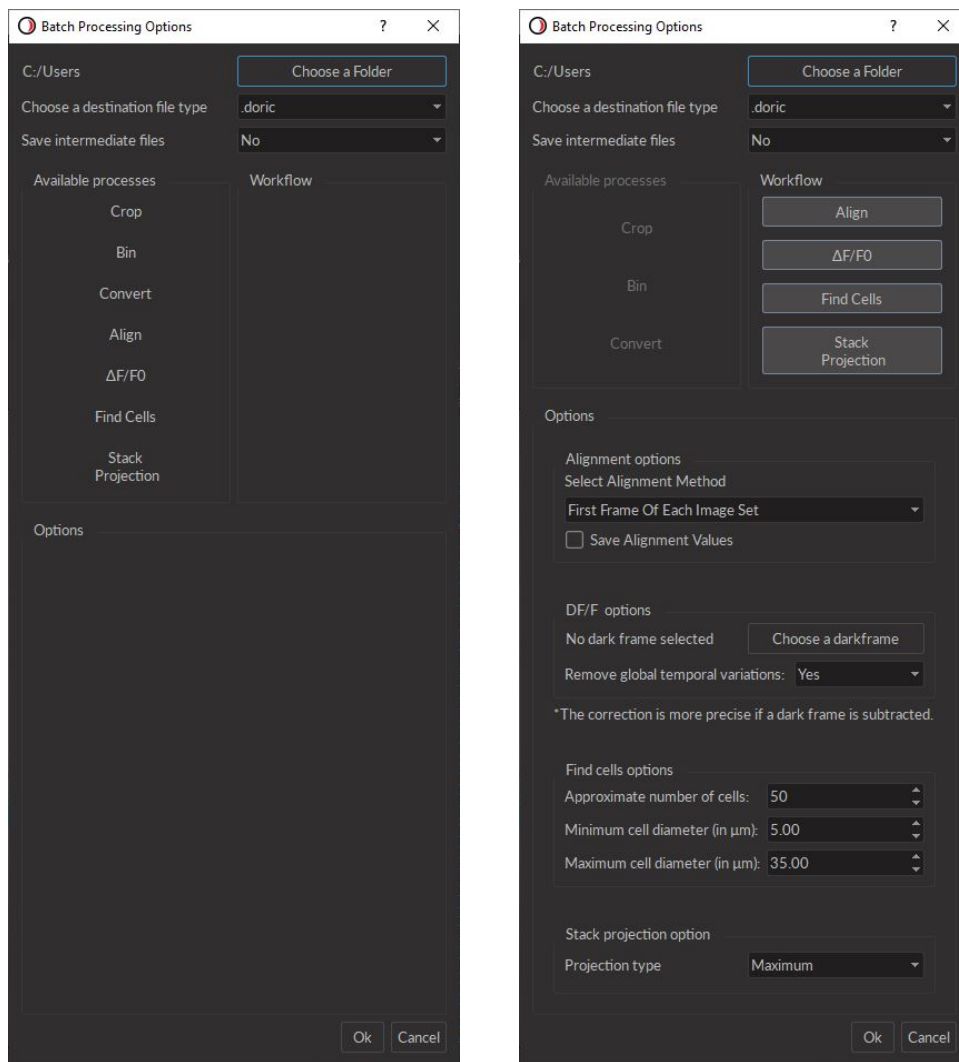 Batch Processing Options ? ×
C:/Users Choose a Folder
Choose a destination file type .doric
Save intermediate files No
Available processes Workflow
Crop
Bin
Convert
Align
ΔF/F0
Find Cells
Stack
Projection
Options
Ok Cancel
Batch Processing Options ? ×
C:/Users Choose a Folder
Choose a destination file type .doric
Save intermediate files No
Available processes
Crop
Bin
Convert
Workflow
Align
ΔF/F0
Find Cells
Stack
Projection
Options
Alignment options
Select Alignment Method
First Frame Of Each Image Set
Save Alignment Values
DF/F options
No dark frame selected Choose a darkframe
Remove global temporal variations: Yes
*The correction is more precise if a dark frame is subtracted.
Find cells options
Approximate number of cells: 50
Minimum cell diameter (in µm): 5.00
Maximum cell diameter (in µm): 35.00
Stack projection option
Projection type Maximum
Ok Cancel